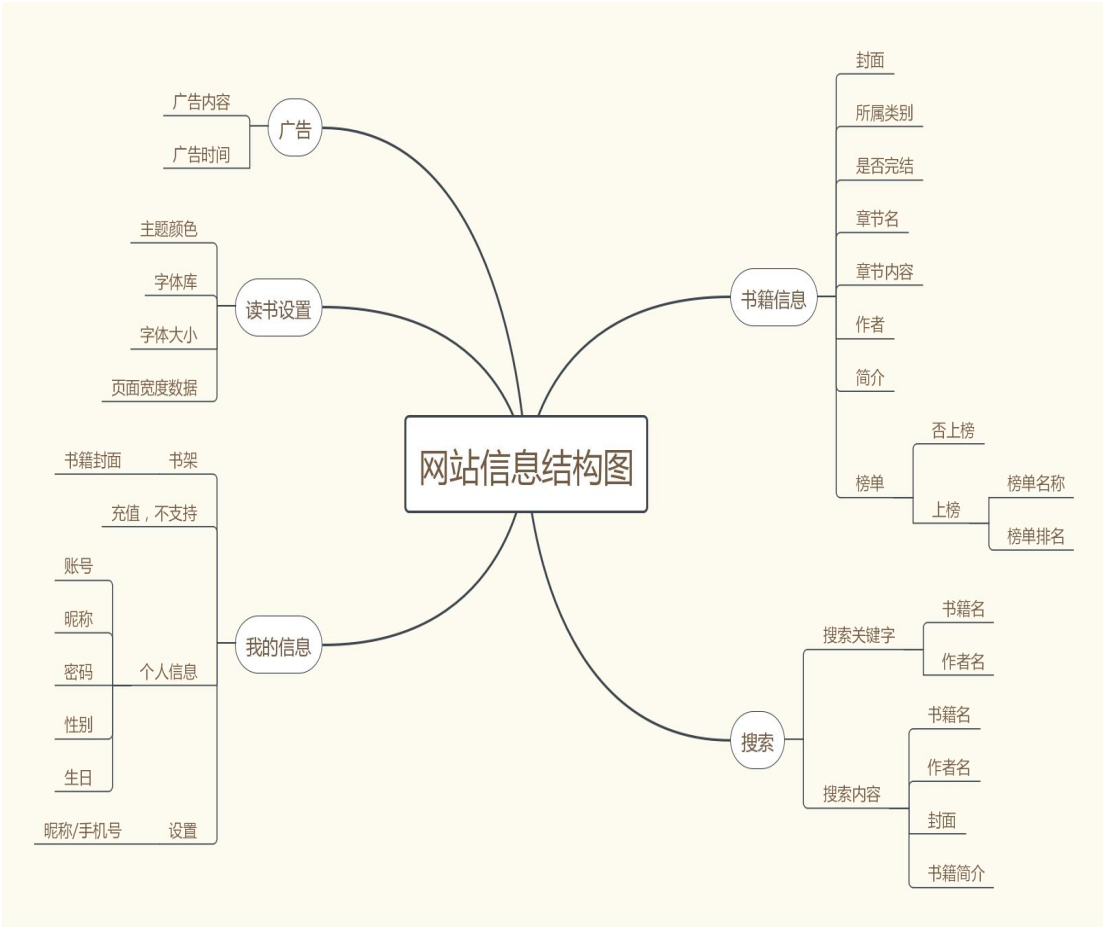 网站信息结构图
广告
广告内容
广告时间
读书设置
主题颜色
字体库
字体大小
页面宽度数据
我的信息
书架
书籍封面
充值，不支持
个人信息
账号
昵称
密码
性别
生日
设置
昵称/手机号
书籍信息
封面
所属类别
是否完结
章节名
章节内容
作者
简介
榜单
否上榜
上榜
榜单名称
榜单排名
搜索
搜索关键字
书籍名
作者名
搜索内容
书籍名
作者名
封面
书籍简介